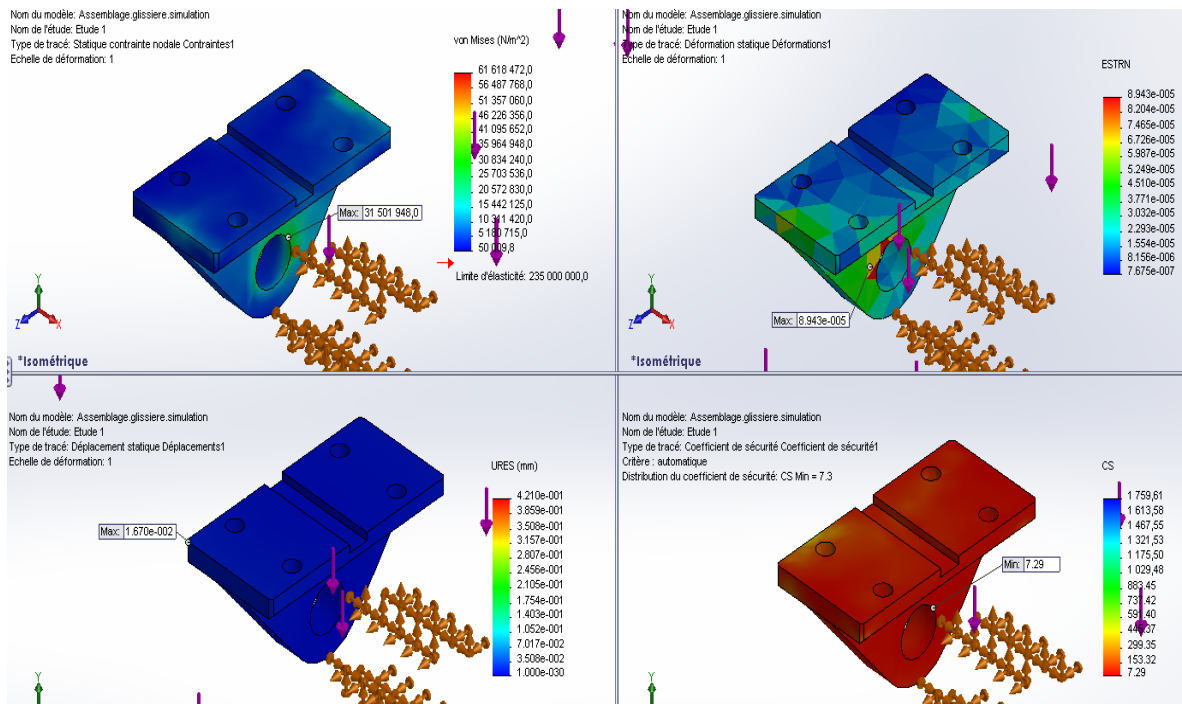 Nom du modèle: Assemblage.glissiere.simulation
Nom de l'étude: Etude 1
Type de tracé: Statique contrainte nodale Contraintes1
Echelle de déformation: 1
von Mises (N/m^2)
61 618 472,0
56 487 768,0
51 357 060,0
46 226 356,0
41 095 652,0
35 964 948,0
30 834 240,0
25 703 536,0
20 572 830,0
15 442 125,0
10 311 420,0
5 180 715,0
50 009,8
Limite d'élasticité: 235 000 000,0
Max: 31 501 948,0
Y
Z
X
*Isométrique
Nom du modèle: Assemblage.glissiere.simulation
Nom de l'étude: Etude 1
Type de tracé: Déformation statique Déformations1
Echelle de déformation: 1
ESTRN
8.943e-005
8.204e-005
7.465e-005
6.726e-005
5.987e-005
5.249e-005
4.510e-005
3.771e-005
3.032e-005
2.293e-005
1.554e-005
8.156e-006
7.675e-007
Max: 8.943e-005
Y
Z
X
*Isométrique
Nom du modèle: Assemblage.glissiere.simulation
Nom de l'étude: Etude 1
Type de tracé: Déplacement statique Déplacements1
Echelle de déformation: 1
URES (mm)
4.210e-001
3.859e-001
3.508e-001
3.157e-001
2.807e-001
2.456e-001
2.105e-001
1.754e-001
1.403e-001
1.052e-001
7.017e-002
3.508e-002
1.000e-030
Max: 1.670e-002
Y
Nom du modèle: Assemblage.glissiere.simulation
Nom de l'étude: Etude 1
Type de tracé: Coefficient de sécurité Coefficient de sécurité1
Critère : automatique
Distribution du coefficient de sécurité: CS Min = 7.3
CS
1 759,61
1 613,58
1 467,55
1 321,53
1 175,50
1 029,48
883.45
737.42
591.40
445.37
299.35
153.32
7.29
Min: 7.29
Y